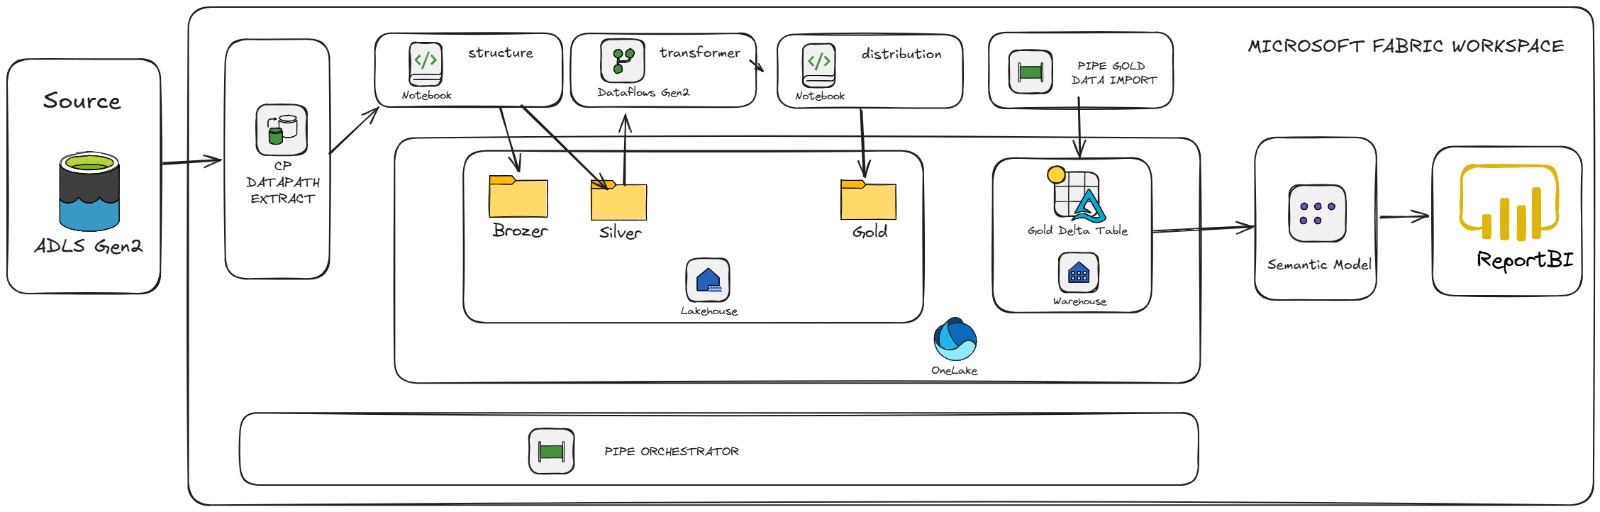 MICROSOFT FABRIC WORKSPACE
Source
ADLS Gen2
CP
DATAPATH
EXTRACT
structure
Notebook
transformer
Dataflows Gen2
distribution
Notebook
PIPE GOLD
DATA IMPORT
Brozer
Silver
Gold
Lakehouse
Gold Delta Table
Warehouse
OneLake
Semantic Model
ReportBI
PIPE ORCHESTRATOR